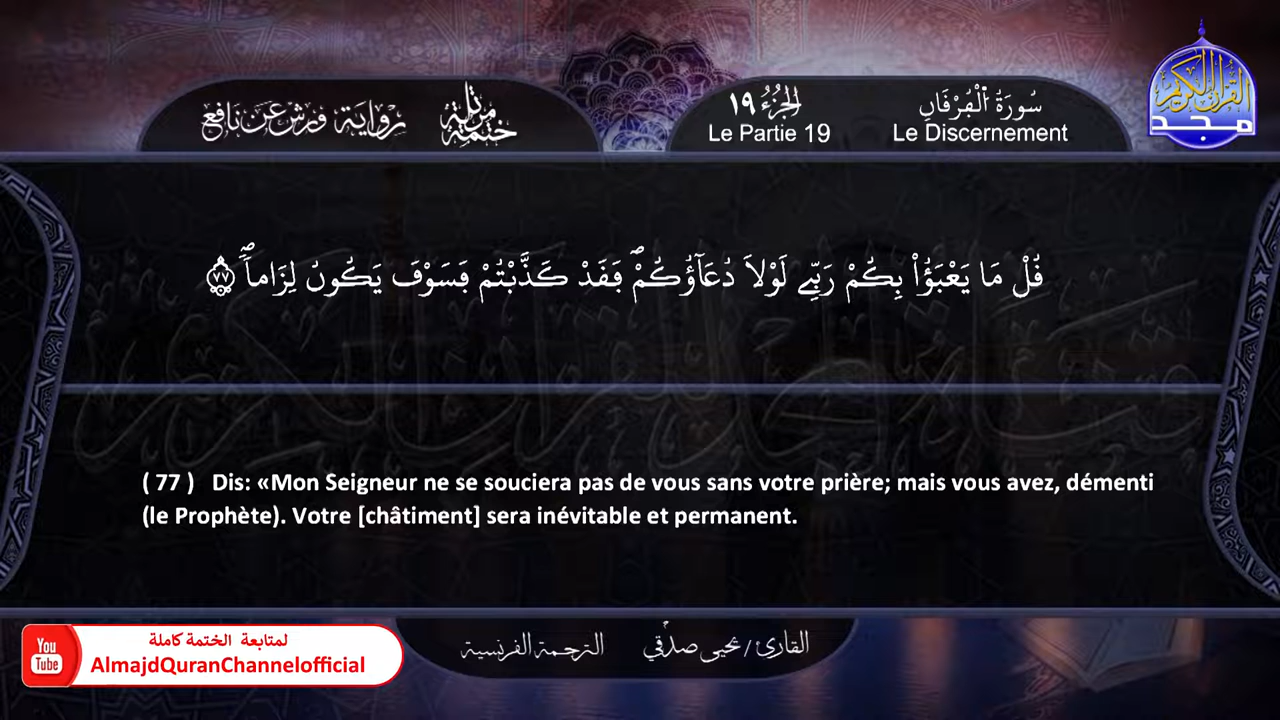 ختمة مرتلة
رواية ورش عن نافع
سُورَةُ اُ۬لْفُرْقَانِ
Le Discernement
الجُزْءُ ١٩
Le Partie 19
القرآن الكريم
مجد
قُلْ مَا يَعْبَؤُاْ بِكُمْ رَبِّے لَوْلَا دُعَآؤُكُمْۖ فَقَدْ كَذَّبْتُمْ فَسَوْفَ يَكُونُ لِزَاماٗۖ ٧٧
( 77 ) Dis: «Mon Seigneur ne se souciera pas de vous sans votre prière; mais vous avez, démenti
(le Prophète). Votre [châtiment] sera inévitable et permanent.
القارئ / يحيى صدّقي
الترجمة الفرنسية
You
Tube
لمتابعة الختمة كاملة
AlmajdQuranChannelofficial